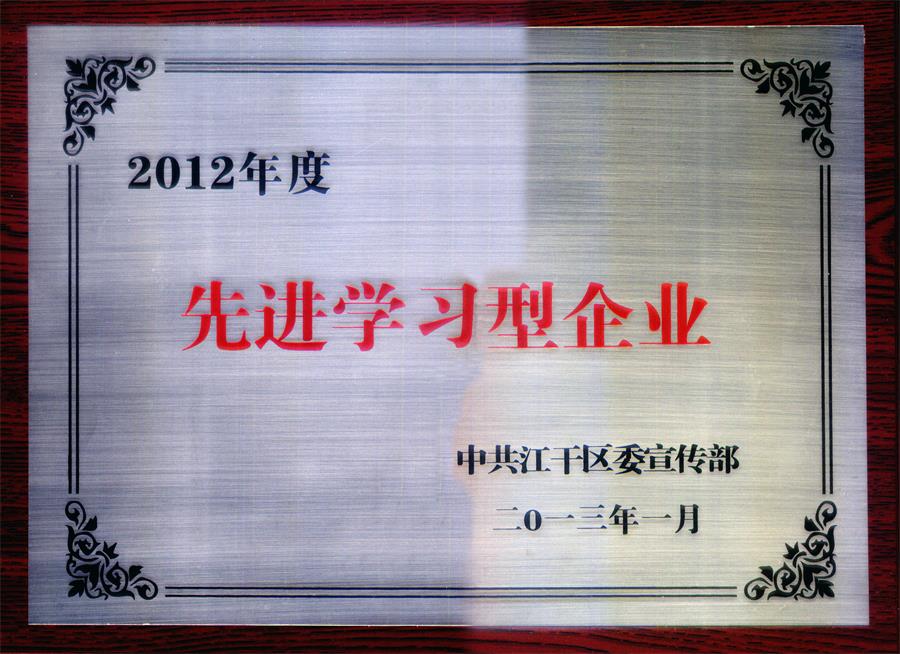 2012年度
先进学习型企业
中共江干区委宣传部
二0一三年一月